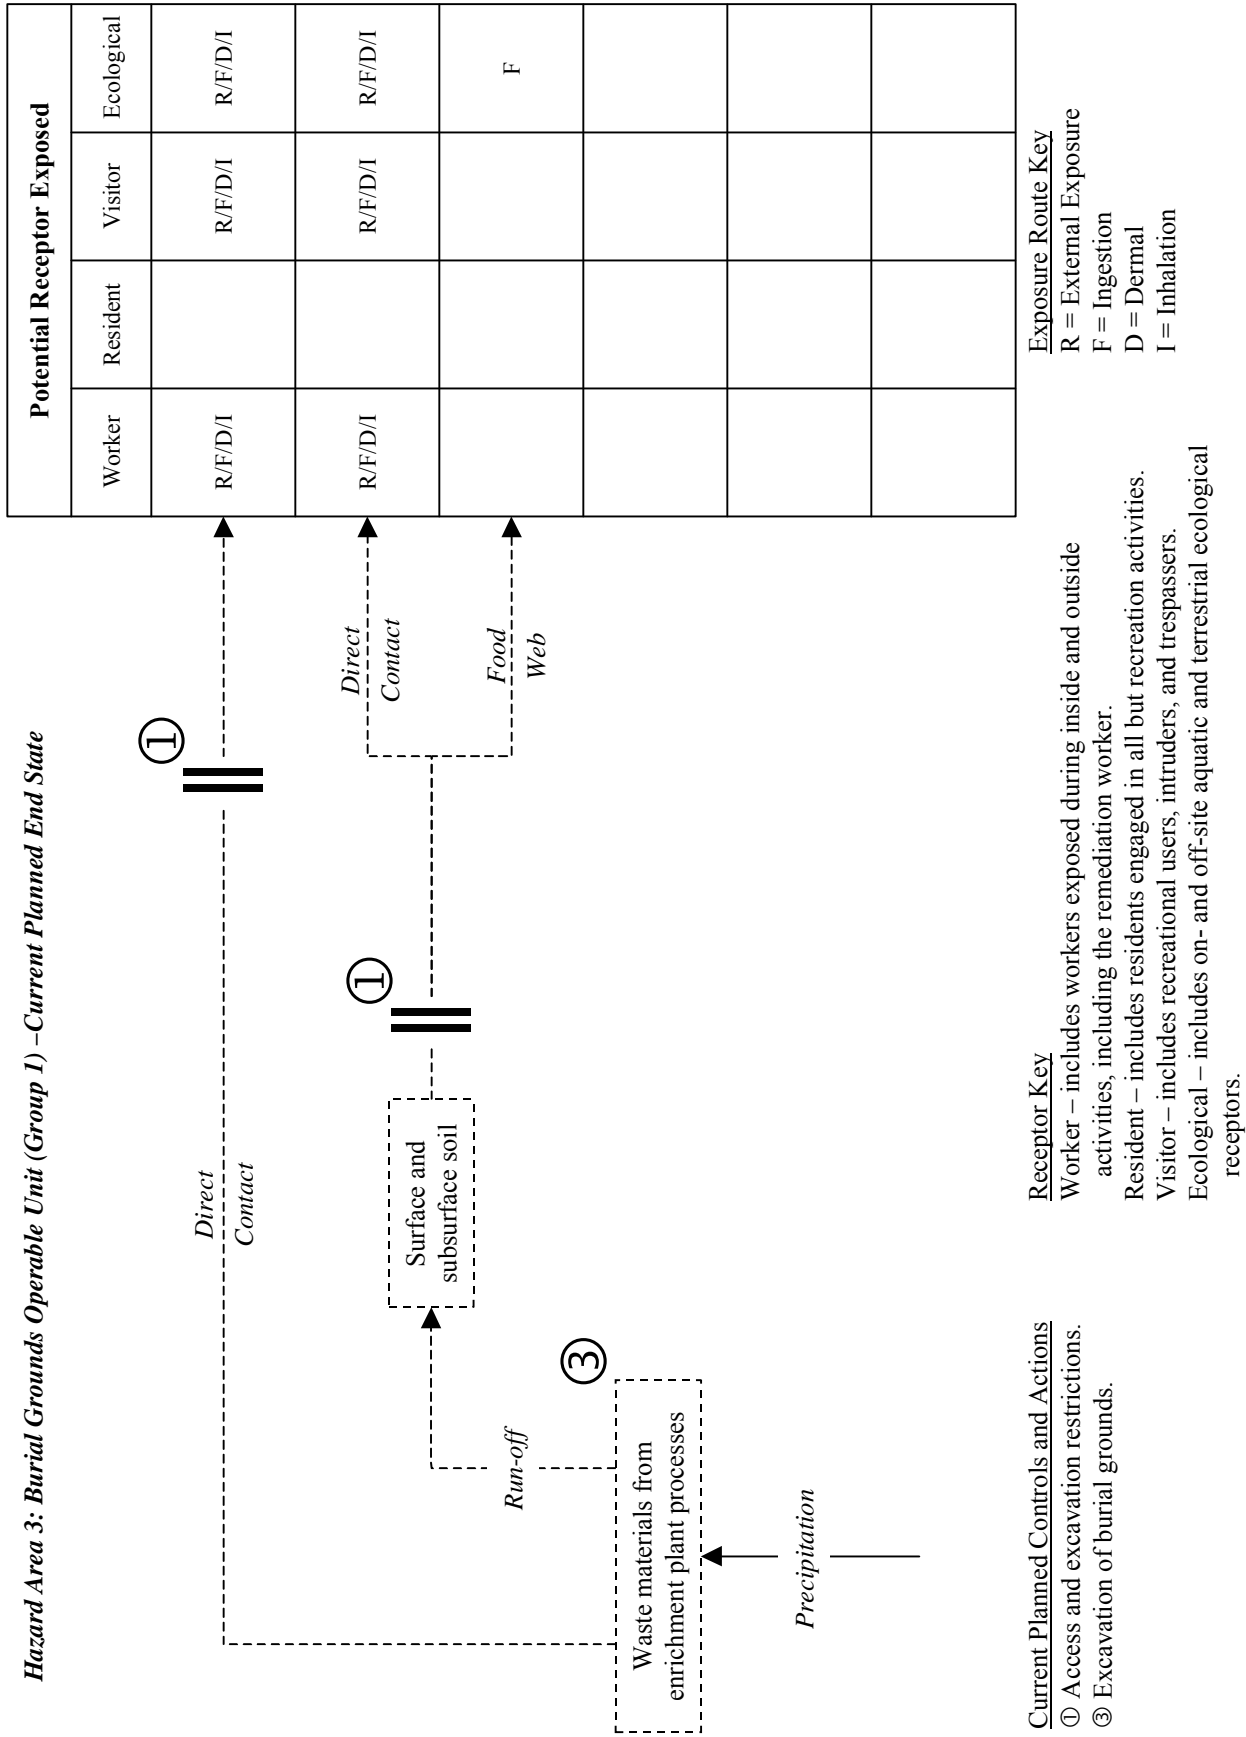 Hazard Area 3: Burial Grounds Operable Unit (Group 1) –Current Planned End State
Potential Receptor Exposed
Worker Resident Visitor Ecological
R/F/D/I R/F/D/I R/F/D/I
R/F/D/I R/F/D/I R/F/D/I
F
Direct
Contact
①
Direct
Contact
Food
Web
①
Surface and
subsurface soil
Run-off
③
Waste materials from
enrichment plant processes
Precipitation
Current Planned Controls and Actions
① Access and excavation restrictions.
③ Excavation of burial grounds.
Receptor Key
Worker – includes workers exposed during inside and outside
activities, including the remediation worker.
Resident – includes residents engaged in all but recreation activities.
Visitor – includes recreational users, intruders, and trespassers.
Ecological – includes on- and off-site aquatic and terrestrial ecological
receptors.
Exposure Route Key
R = External Exposure
F = Ingestion
D = Dermal
I = Inhalation